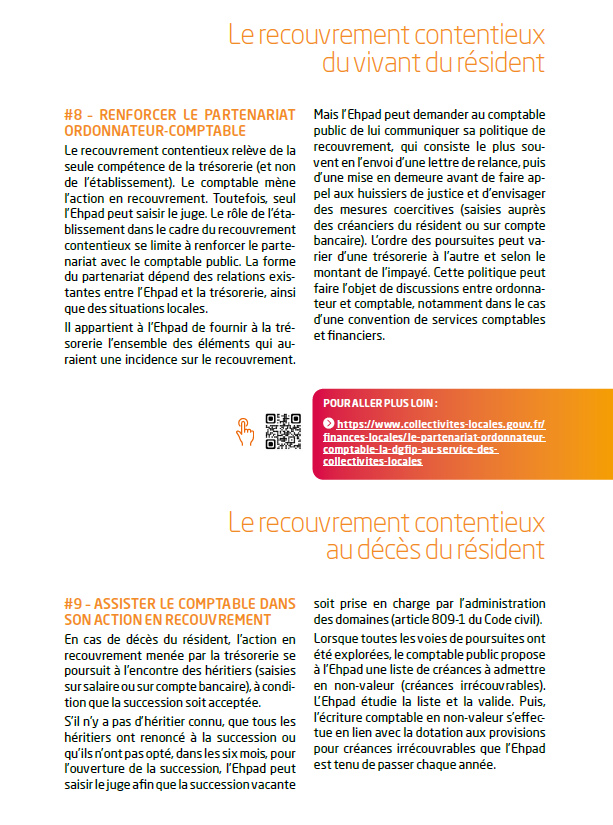 Le recouvrement contentieux
du vivant du résident
#8 – RENFORCER LE PARTENARIAT
ORDONNATEUR-COMPTABLE
Le recouvrement contentieux relève de la
seule compétence de la trésorerie (et non
de l'établissement). Le comptable mène
l'action en recouvrement. Toutefois, seul
l'Ehpad peut saisir le juge. Le rôle de l'éta-
blissement dans le cadre du recouvrement
contentieux se limite à renforcer le parte-
nariat avec le comptable public. La forme
du partenariat dépend des relations exis-
tantes entre l'Ehpad et la trésorerie, ainsi
que des situations locales.
Il appartient à l'Ehpad de fournir à la tré-
sorerie l'ensemble des éléments qui au-
raient une incidence sur le recouvrement.
Mais l'Ehpad peut demander au comptable
public de lui communiquer sa politique de
recouvrement, qui consiste le plus sou-
vent en l'envoi d'une lettre de relance, puis
d'une mise en demeure avant de faire ap-
pel aux huissiers de justice et d'envisager
des mesures coercitives (saisies auprès
des créanciers du résident ou sur compte
bancaire). L'ordre des poursuites peut va-
rier d'une trésorerie à l'autre et selon le
montant de l'impayé. Cette politique peut
faire l'objet de discussions entre ordonna-
teur et comptable, notamment dans le cas
d'une convention de services comptables
et financiers.
POUR ALLER PLUS LOIN :
https://www.collectivites-locales.gouv.fr/
finances-locales/le-partenariat-ordonnateur-
comptable-la-dgfip-au-service-des-
collectivites-locales
Le recouvrement contentieux
au décès du résident
#9 – ASSISTER LE COMPTABLE DANS
SON ACTION EN RECOUVREMENT
En cas de décès du résident, l'action en
recouvrement menée par la trésorerie se
poursuit à l'encontre des héritiers (saisies
sur salaire ou sur compte bancaire), à condi-
tion que la succession soit acceptée.
S'il n'y a pas d'héritier connu, que tous les
héritiers ont renoncé à la succession ou
qu'ils n'ont pas opté, dans les six mois, pour
l'ouverture de la succession, l'Ehpad peut
saisir le juge afin que la succession vacante
soit prise en charge par l'administration
des domaines (article 809-1 du Code civil).
Lorsque toutes les voies de poursuites ont
été explorées, le comptable public propose
à l'Ehpad une liste de créances à admettre
en non-valeur (créances irrécouvrables).
L'Ehpad étudie la liste et la valide. Puis,
l'écriture comptable en non-valeur s'effec-
tue en lien avec la dotation aux provisions
pour créances irrécouvrables que l'Ehpad
est tenu de passer chaque année.